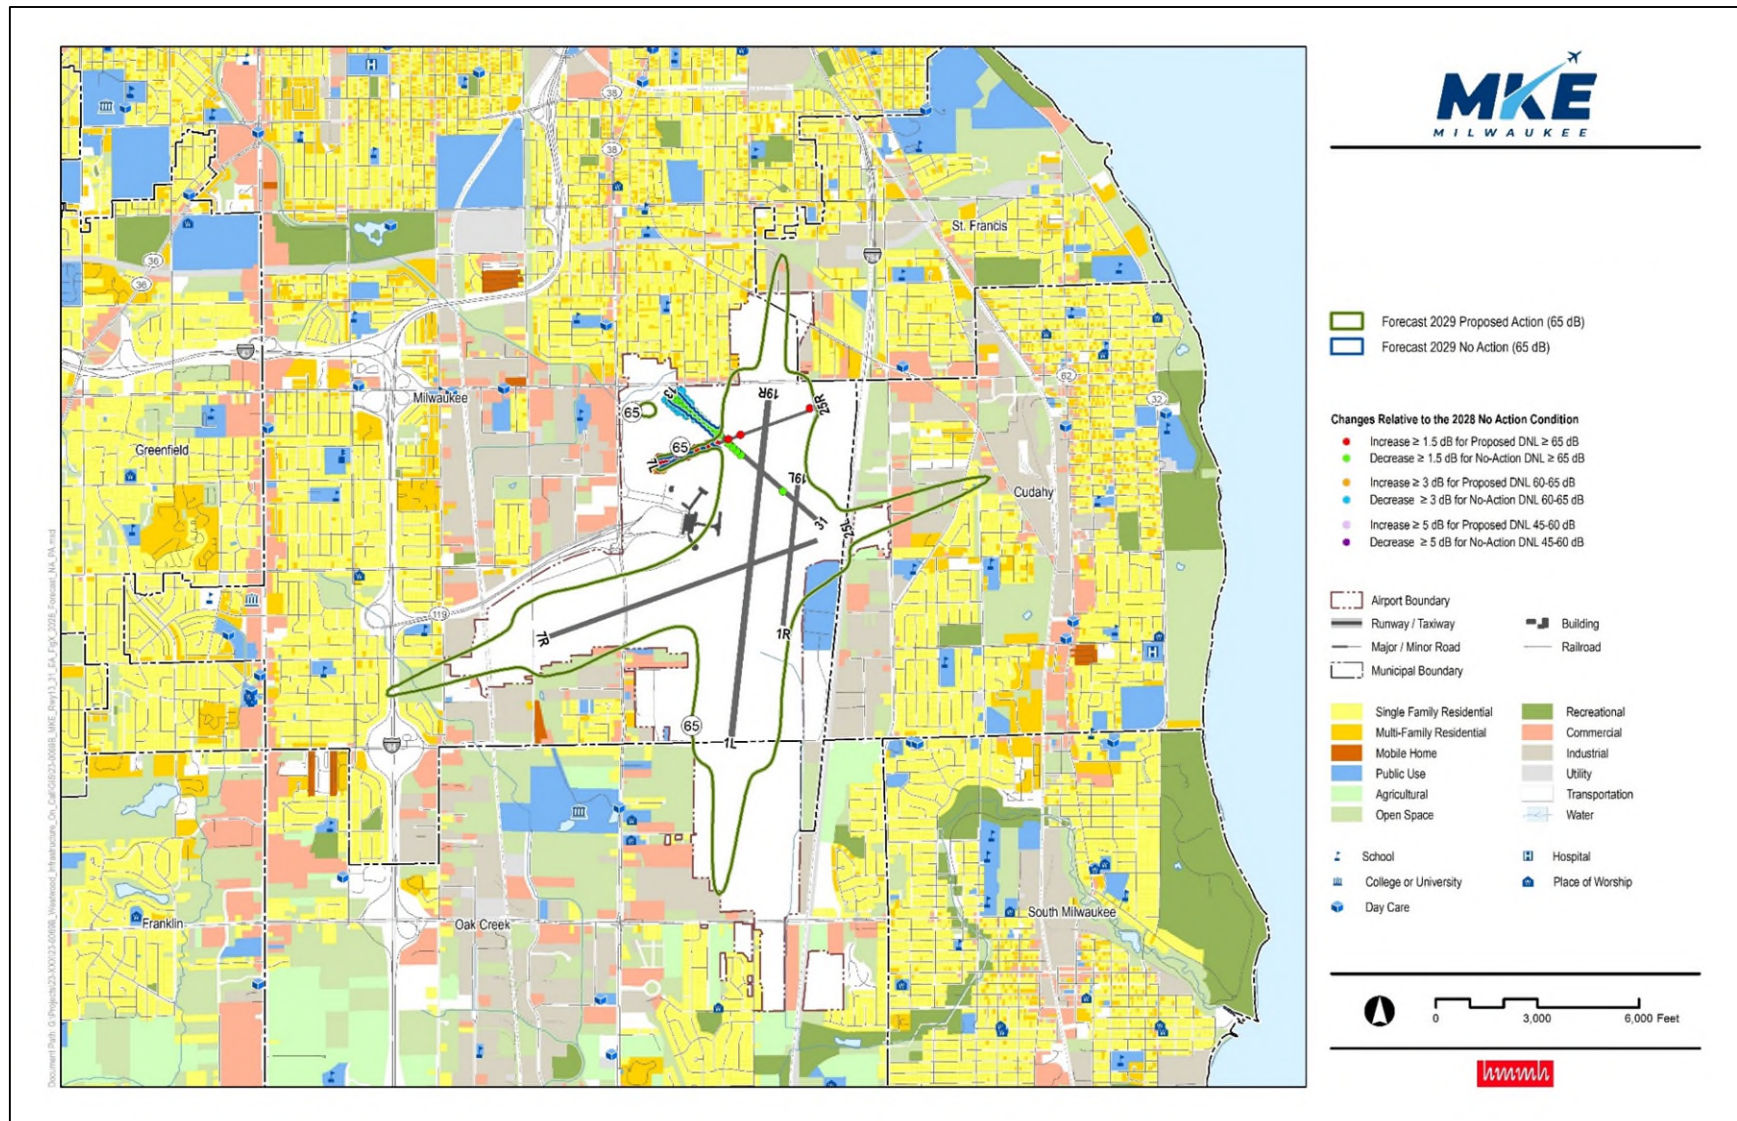 MKE
MILWAUKEE
Forecast 2029 Proposed Action (65 dB)
Forecast 2029 No Action (65 dB)
Changes Relative to the 2028 No Action Condition
Increase ≥ 1.5 dB for Proposed DNL ≥ 65 dB
Decrease ≥ 1.5 dB for No-Action DNL ≥ 65 dB
Increase ≥ 3 dB for Proposed DNL 60-65 dB
Decrease ≥ 3 dB for No-Action DNL 60-65 dB
Increase ≥ 5 dB for Proposed DNL 45-60 dB
Decrease ≥ 5 dB for No-Action DNL 45-60 dB
Airport Boundary
Runway / Taxiway
Building
Major / Minor Road
Railroad
Municipal Boundary
Single Family Residential
Recreational
Multi-Family Residential
Commercial
Mobile Home
Industrial
Public Use
Utility
Agricultural
Transportation
Open Space
Water
School
H
Hospital
College or University
Place of Worship
Day Care
0
3,000
6,000 Feet
hmmh
H
38
38
36
36
St. Francis
794
Milwaukee
62
32
Greenfield
65
13
19R
25R
65
7L
19L
Cudahy
31
25L
119
7R
1R
H
65
1L
Franklin
Oak Creek
South Milwaukee